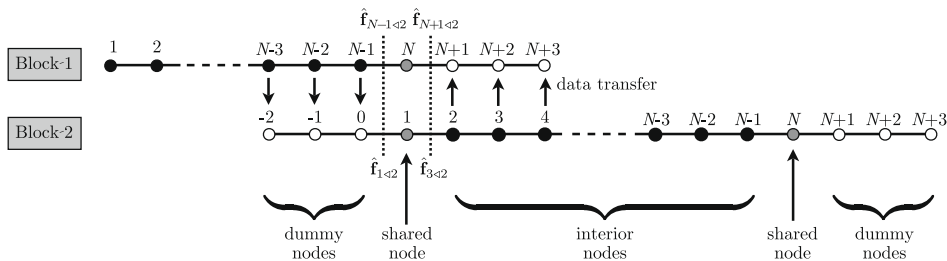 f̂N−1⊲2 f̂N+1⊲2
Block-1
1 2 N-3 N-2 N-1 N N+1 N+2 N+3
data transfer
Block-2
-2 -1 0 1 2 3 4 N-3 N-2 N-1 N N+1 N+2 N+3
f̂1⊲2 f̂3⊲2
dummy nodes
shared node
interior nodes
shared node
dummy nodes